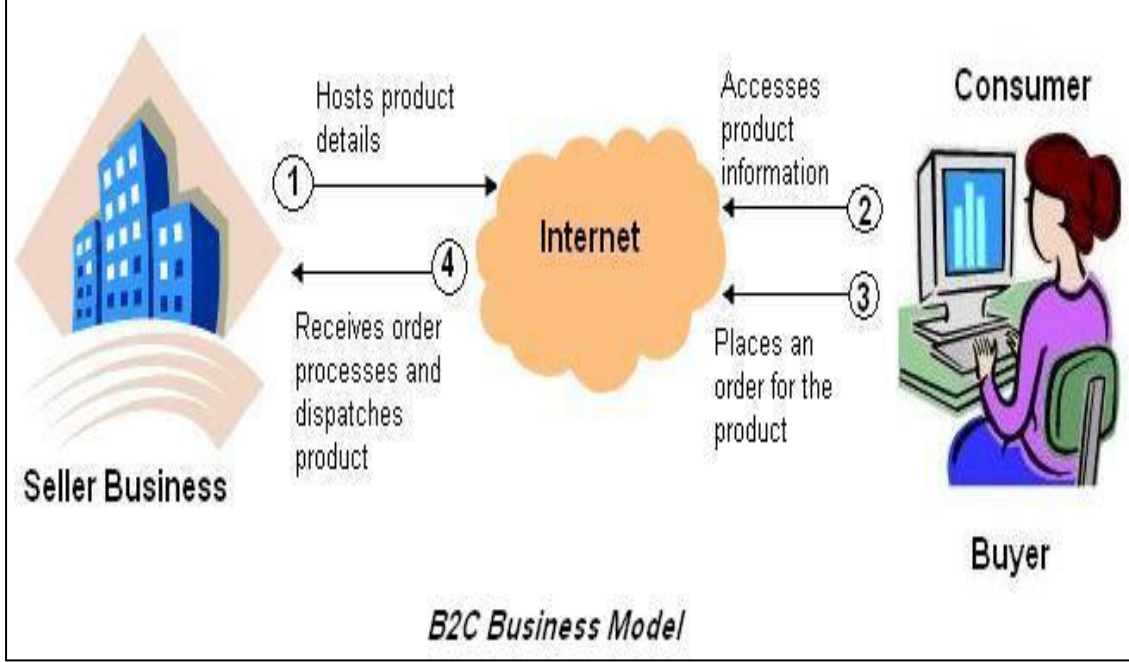 Hosts product
details
1
Accesses
product
information
2
Consumer
Internet
4
Receives order
processes and
dispatches
product
3
Places an
order for the
product
Seller Business
Buyer
B2C Business Model